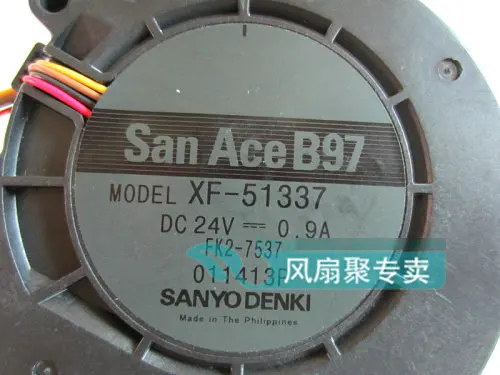 San Ace B97
MODEL XF-51337
DC 24V ⎓ 0.9A
FK2-7537
011413P
风扇聚专卖
SANYO DENKI
Made in The Philippines